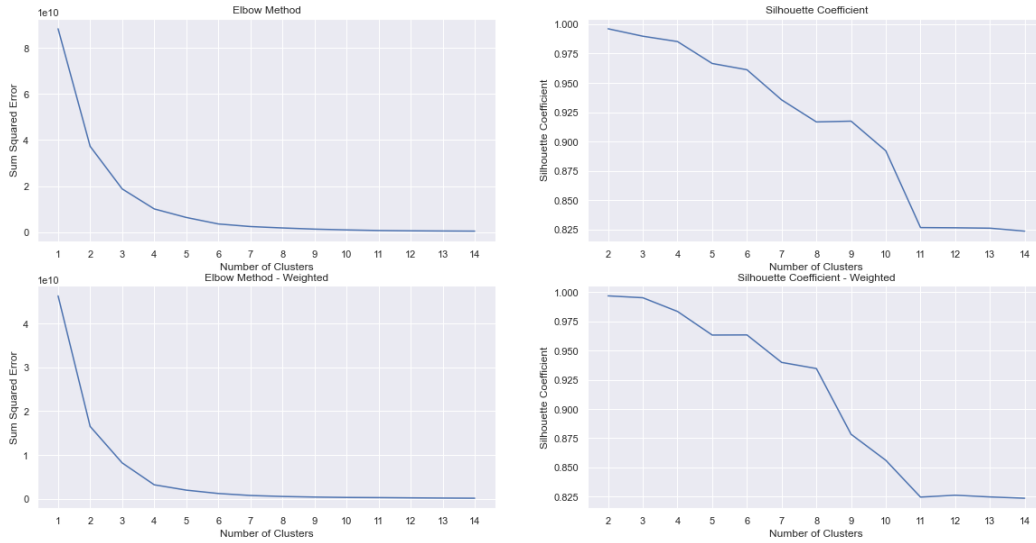 Elbow Method
1e10
Sum Squared Error
8
6
4
2
0
1 2 3 4 5 6 7 8 9 10 11 12 13 14
Number of Clusters
Silhouette Coefficient
Silhouette Coefficient
1.000
0.975
0.950
0.925
0.900
0.875
0.850
0.825
2 3 4 5 6 7 8 9 10 11 12 13 14
Number of Clusters
Elbow Method - Weighted
1e10
Sum Squared Error
4
3
2
1
0
1 2 3 4 5 6 7 8 9 10 11 12 13 14
Number of Clusters
Silhouette Coefficient - Weighted
Silhouette Coefficient
1.000
0.975
0.950
0.925
0.900
0.875
0.850
0.825
2 3 4 5 6 7 8 9 10 11 12 13 14
Number of Clusters